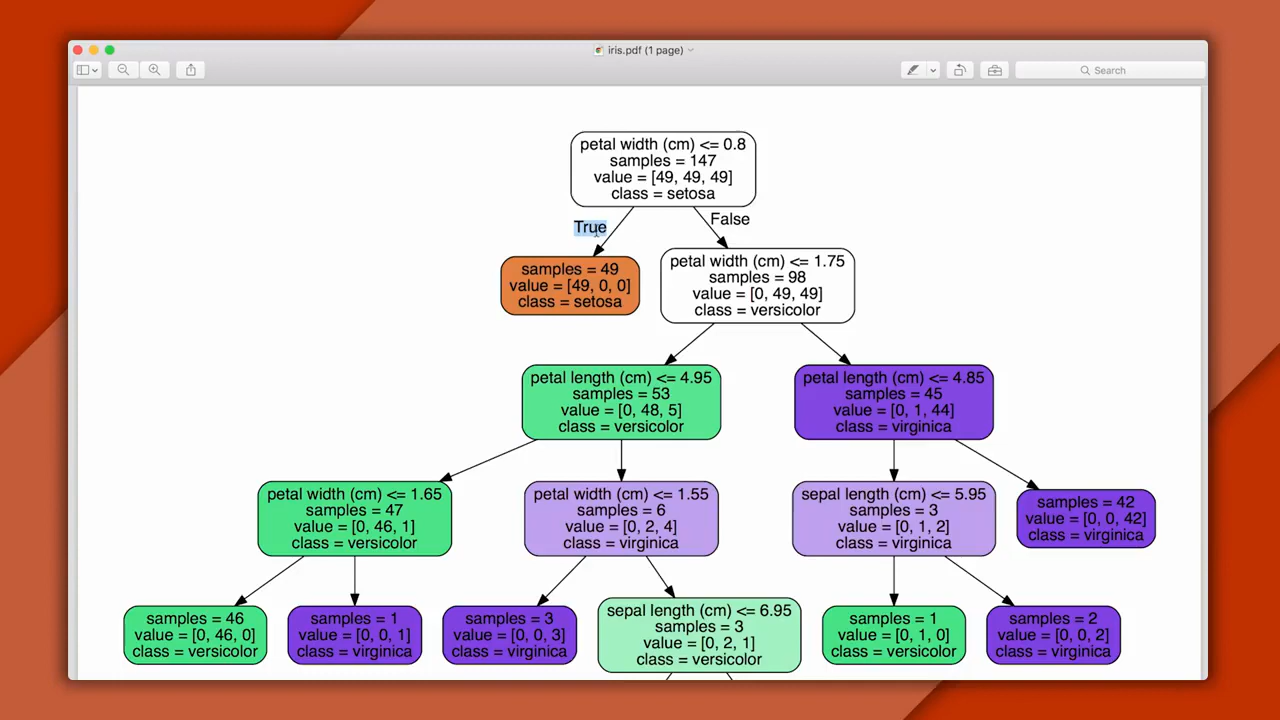 iris.pdf (1 page)
Search
petal width (cm) <= 0.8
samples = 147
value = [49, 49, 49]
class = setosa
True
False
samples = 49
value = [49, 0, 0]
class = setosa
petal width (cm) <= 1.75
samples = 98
value = [0, 49, 49]
class = versicolor
petal length (cm) <= 4.95
samples = 53
value = [0, 48, 5]
class = versicolor
petal length (cm) <= 4.85
samples = 45
value = [0, 1, 44]
class = virginica
petal width (cm) <= 1.65
samples = 47
value = [0, 46, 1]
class = versicolor
petal width (cm) <= 1.55
samples = 6
value = [0, 2, 4]
class = virginica
sepal length (cm) <= 5.95
samples = 3
value = [0, 1, 2]
class = virginica
samples = 42
value = [0, 0, 42]
class = virginica
samples = 46
value = [0, 46, 0]
class = versicolor
samples = 1
value = [0, 0, 1]
class = virginica
samples = 3
value = [0, 0, 3]
class = virginica
sepal length (cm) <= 6.95
samples = 3
value = [0, 2, 1]
class = versicolor
samples = 1
value = [0, 1, 0]
class = versicolor
samples = 2
value = [0, 0, 2]
class = virginica